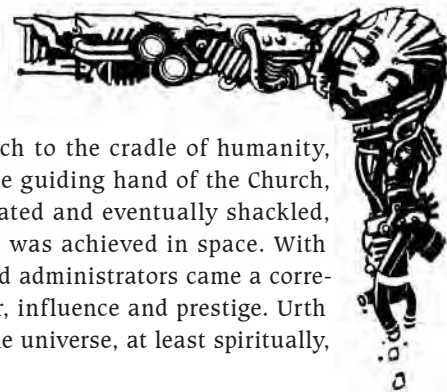 ch to the cradle of humanity,
e guiding hand of the Church,
ated and eventually shackled,
was achieved in space. With
d administrators came a corre-
r, influence and prestige. Urth
e universe, at least spiritually,